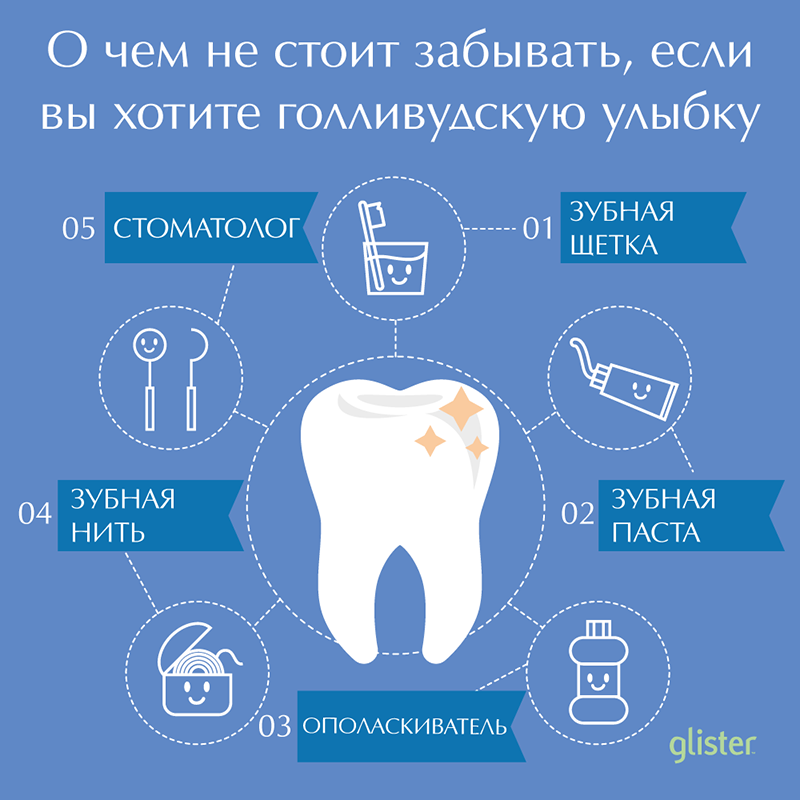 О чем не стоит забывать, если
вы хотите голливудскую улыбку
05 СТОМАТОЛОГ
01 ЗУБНАЯ
ЩЕТКА
04 ЗУБНАЯ
НИТЬ
02 ЗУБНАЯ
ПАСТА
03 ОПОЛАСКИВАТЕЛЬ
glister™